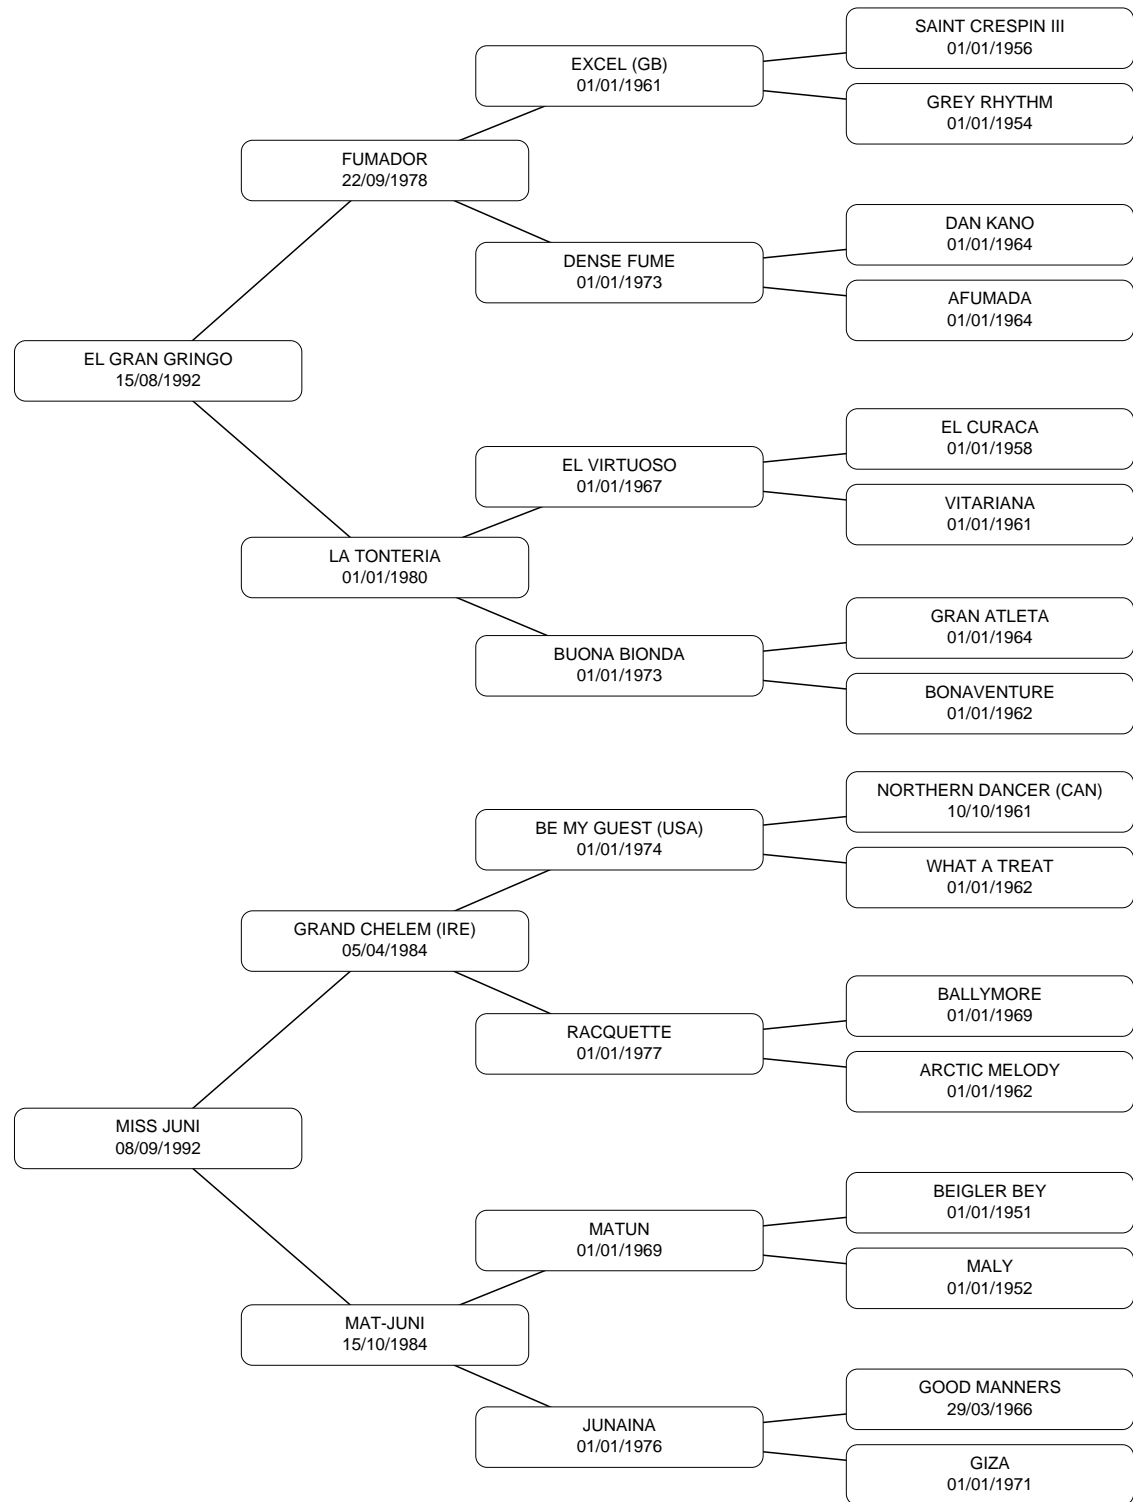 SAINT CRESPIN III
01/01/1956
EXCEL (GB)
01/01/1961
GREY RHYTHM
01/01/1954
FUMADOR
22/09/1978
DAN KANO
01/01/1964
DENSE FUME
01/01/1973
AFUMADA
01/01/1964
EL GRAN GRINGO
15/08/1992
EL CURACA
01/01/1958
EL VIRTUOSO
01/01/1967
VITARIANA
01/01/1961
LA TONTERIA
01/01/1980
GRAN ATLETA
01/01/1964
BUONA BIONDA
01/01/1973
BONAVENTURE
01/01/1962
NORTHERN DANCER (CAN)
10/10/1961
BE MY GUEST (USA)
01/01/1974
WHAT A TREAT
01/01/1962
GRAND CHELEM (IRE)
05/04/1984
BALLYMORE
01/01/1969
RACQUETTE
01/01/1977
ARCTIC MELODY
01/01/1962
MISS JUNI
08/09/1992
BEIGLER BEY
01/01/1951
MATUN
01/01/1969
MALY
01/01/1952
MAT-JUNI
15/10/1984
GOOD MANNERS
29/03/1966
JUNAINA
01/01/1976
GIZA
01/01/1971